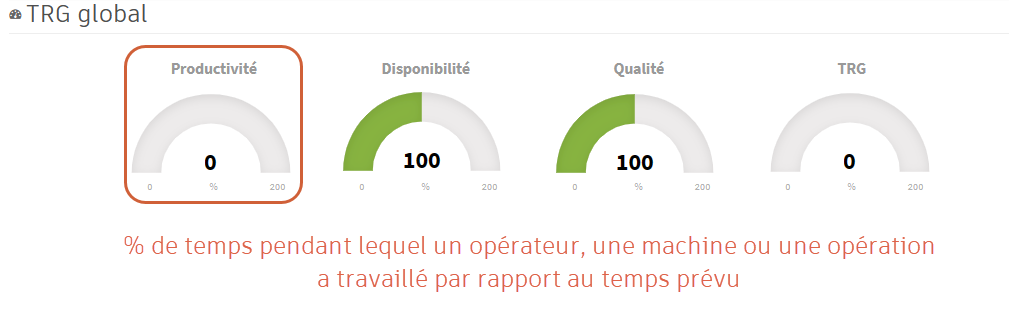 TRG global
Productivité Disponibilité Qualité TRG
0 100 100 0
0 % 200 0 % 200 0 % 200 0 % 200
% de temps pendant lequel un opérateur, une machine ou une opération
a travaillé par rapport au temps prévu